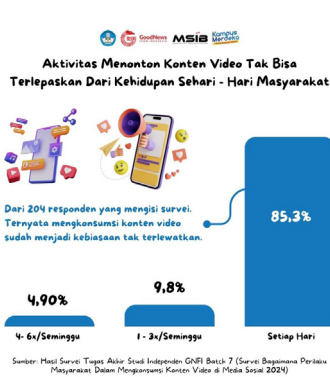 GoodNews
MSIB
Kampus
Merdeka
Aktivitas Menonton Konten Video Tak Bisa
Terlepaskan Dari Kehidupan Sehari - Hari Masyarakat
Dari 204 responden yang mengisi survei.
Ternyata mengkonsumsi konten video
sudah menjadi kebiasaan tak terlewatkan.
85,3%
4,90%
9,8%
4- 6x/Seminggu
1 - 3x/Seminggu
Setiap Hari
Sumber: Hasil Survei Tugas Akhir Studi Independen GNFI Batch 7 (Survei Bagaimana Perilaku
Masyarakat Dalam Mengkonsumsi Konten Video di Media Sosial 2024)